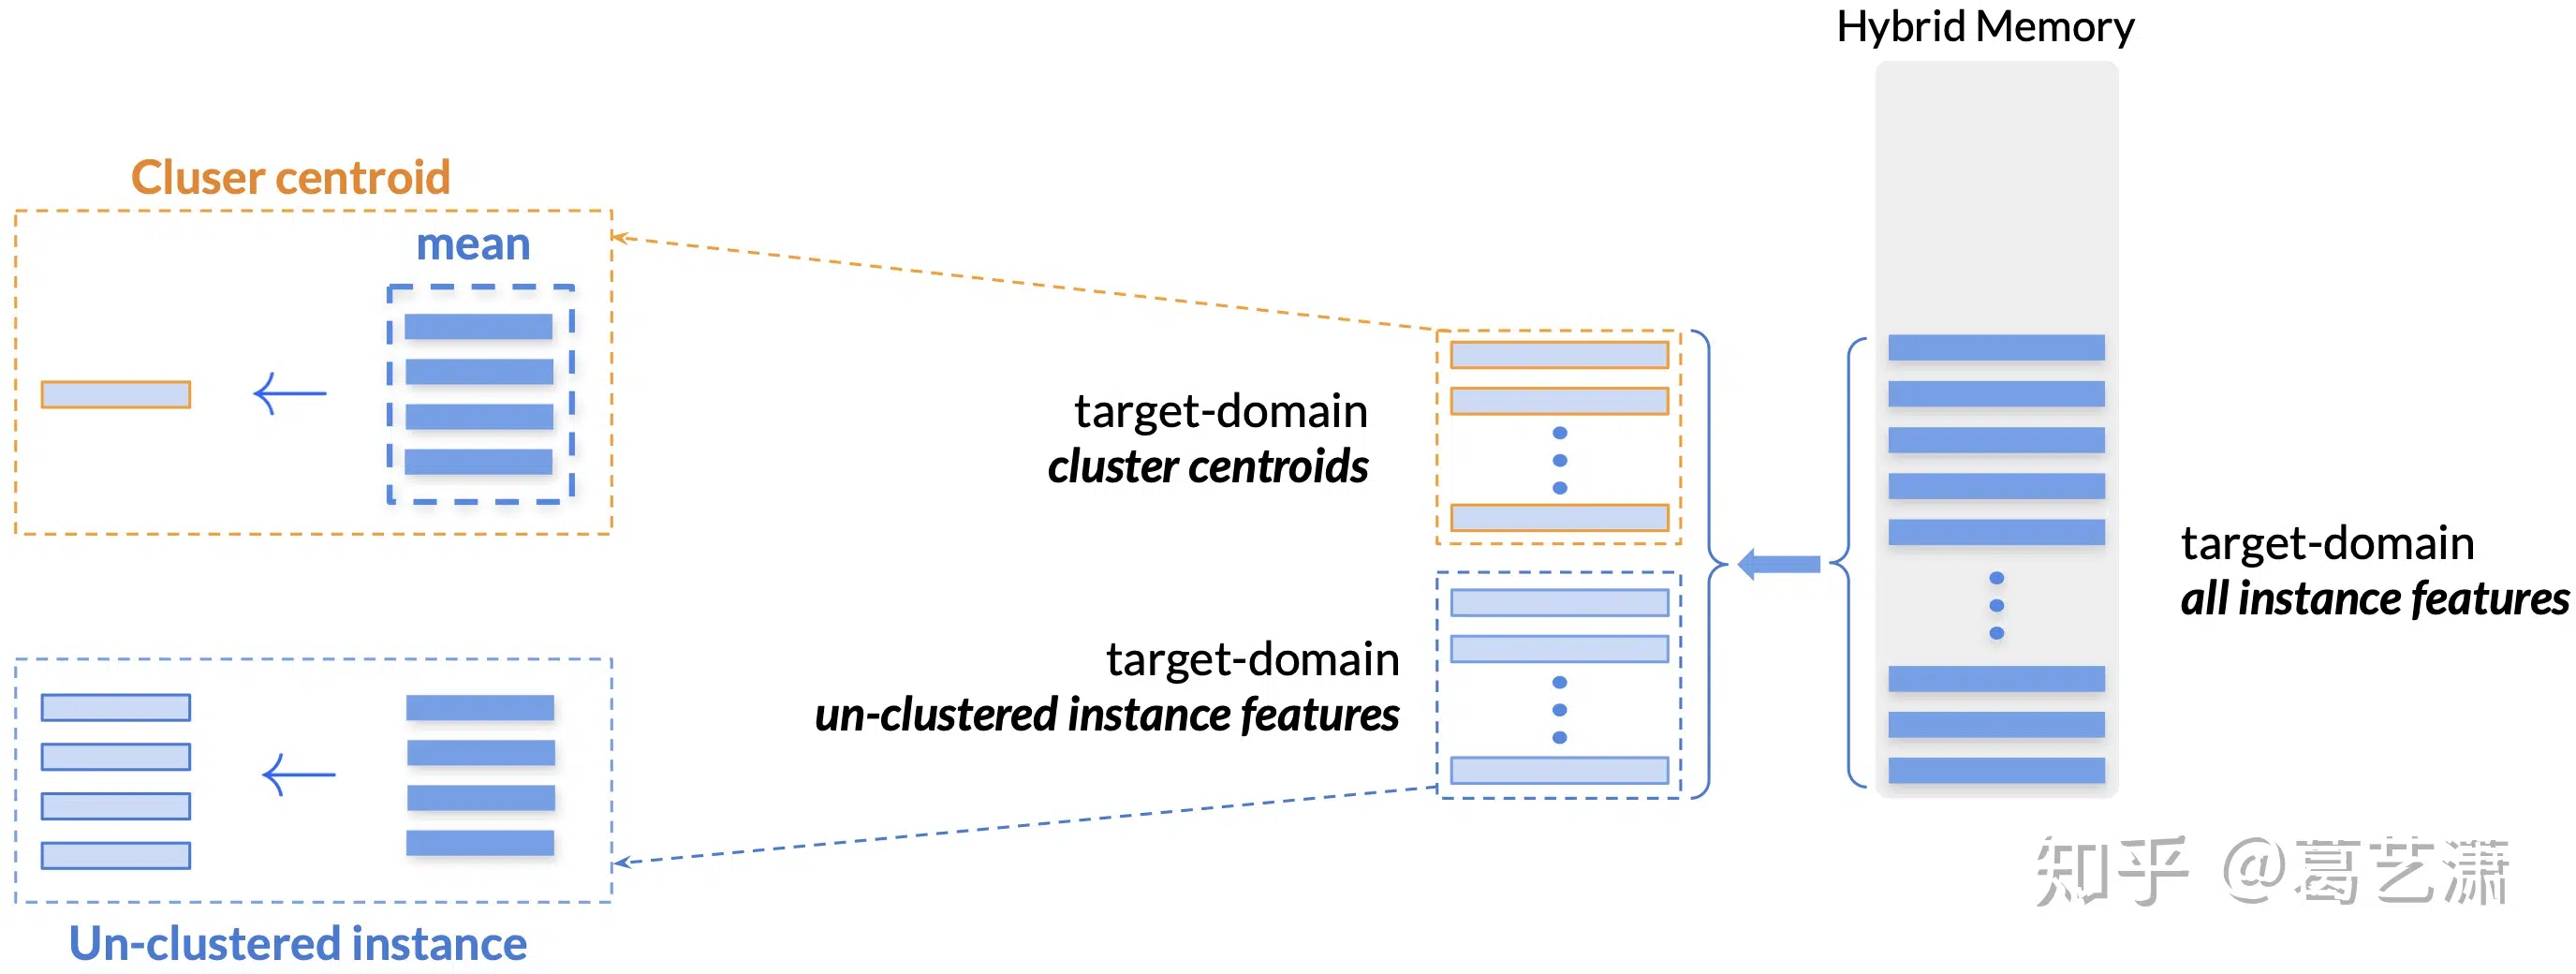 Hybrid Memory
Cluser centroid
mean
target-domain
cluster centroids
target-domain
all instance features
target-domain
un-clustered instance features
Un-clustered instance
知乎 @葛艺潇